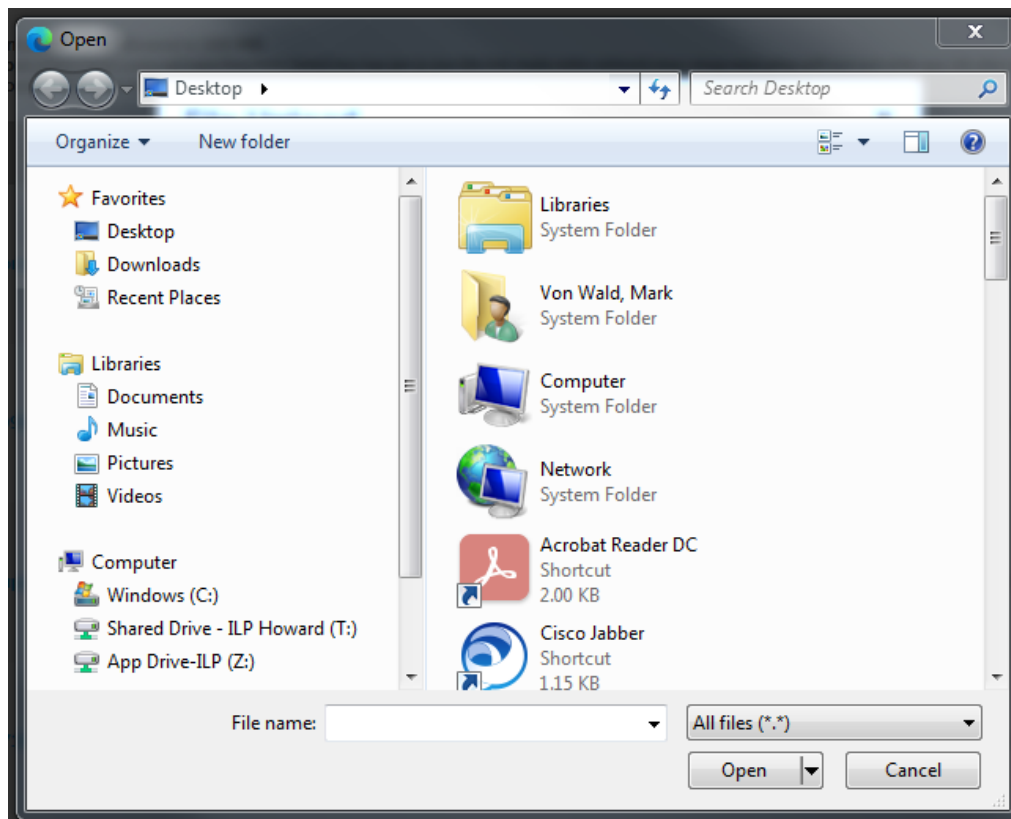 Open
Desktop
Search Desktop
Organize
New folder
Favorites
Desktop
Downloads
Recent Places
Libraries
Documents
Music
Pictures
Videos
Computer
Windows (C:)
Shared Drive - ILP Howard (T:)
App Drive-ILP (Z:)
Libraries
System Folder
Von Wald, Mark
System Folder
Computer
System Folder
Network
System Folder
Acrobat Reader DC
Shortcut
2.00 KB
Cisco Jabber
Shortcut
1.15 KB
File name:
All files (*.*)
Open
Cancel